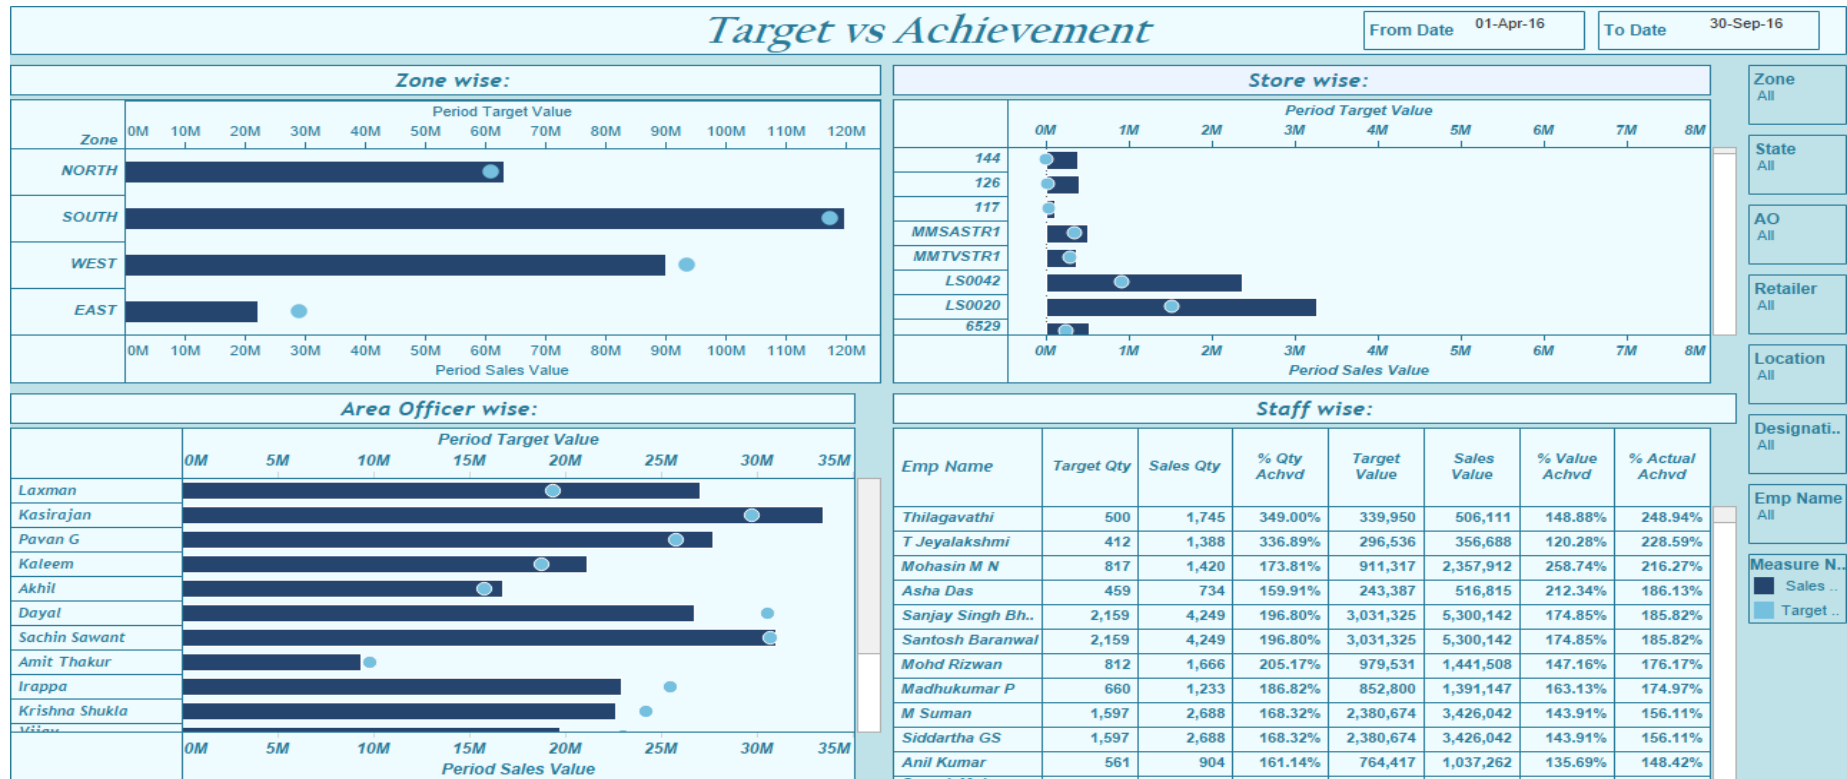 Target vs Achievement
From Date 01-Apr-16
To Date 30-Sep-16
Zone wise:
Period Target Value
Zone 0M 10M 20M 30M 40M 50M 60M 70M 80M 90M 100M 110M 120M
NORTH
SOUTH
WEST
EAST
0M 10M 20M 30M 40M 50M 60M 70M 80M 90M 100M 110M 120M
Period Sales Value
Store wise:
Period Target Value
0M 1M 2M 3M 4M 5M 6M 7M 8M
144
126
117
MMSASTR1
MMTVSTR1
LS0042
LS0020
6529
0M 1M 2M 3M 4M 5M 6M 7M 8M
Period Sales Value
Area Officer wise:
Period Target Value
0M 5M 10M 15M 20M 25M 30M 35M
Laxman
Kasirajan
Pavan G
Kaleem
Akhil
Dayal
Sachin Sawant
Amit Thakur
Irappa
Krishna Shukla
0M 5M 10M 15M 20M 25M 30M 35M
Period Sales Value
Staff wise:
Emp Name Target Qty Sales Qty % Qty Achvd Target Value Sales Value % Value Achvd % Actual Achvd
Thilagavathi 500 1,745 349.00% 339,950 506,111 148.88% 248.94%
T Jeyalakshmi 412 1,388 336.89% 296,536 356,688 120.28% 228.59%
Mohasin M N 817 1,420 173.81% 911,317 2,357,912 258.74% 216.27%
Asha Das 459 734 159.91% 243,387 516,815 212.34% 186.13%
Sanjay Singh Bh.. 2,159 4,249 196.80% 3,031,325 5,300,142 174.85% 185.82%
Santosh Baranwal 2,159 4,249 196.80% 3,031,325 5,300,142 174.85% 185.82%
Mohd Rizwan 812 1,666 205.17% 979,531 1,441,508 147.16% 176.17%
Madhukumar P 660 1,233 186.82% 852,800 1,391,147 163.13% 174.97%
M Suman 1,597 2,688 168.32% 2,380,674 3,426,042 143.91% 156.11%
Siddartha GS 1,597 2,688 168.32% 2,380,674 3,426,042 143.91% 156.11%
Anil Kumar 561 904 161.14% 764,417 1,037,262 135.69% 148.42%
Zone
All
State
All
AO
All
Retailer
All
Location
All
Designati..
All
Emp Name
All
Measure N..
Sales ..
Target ..